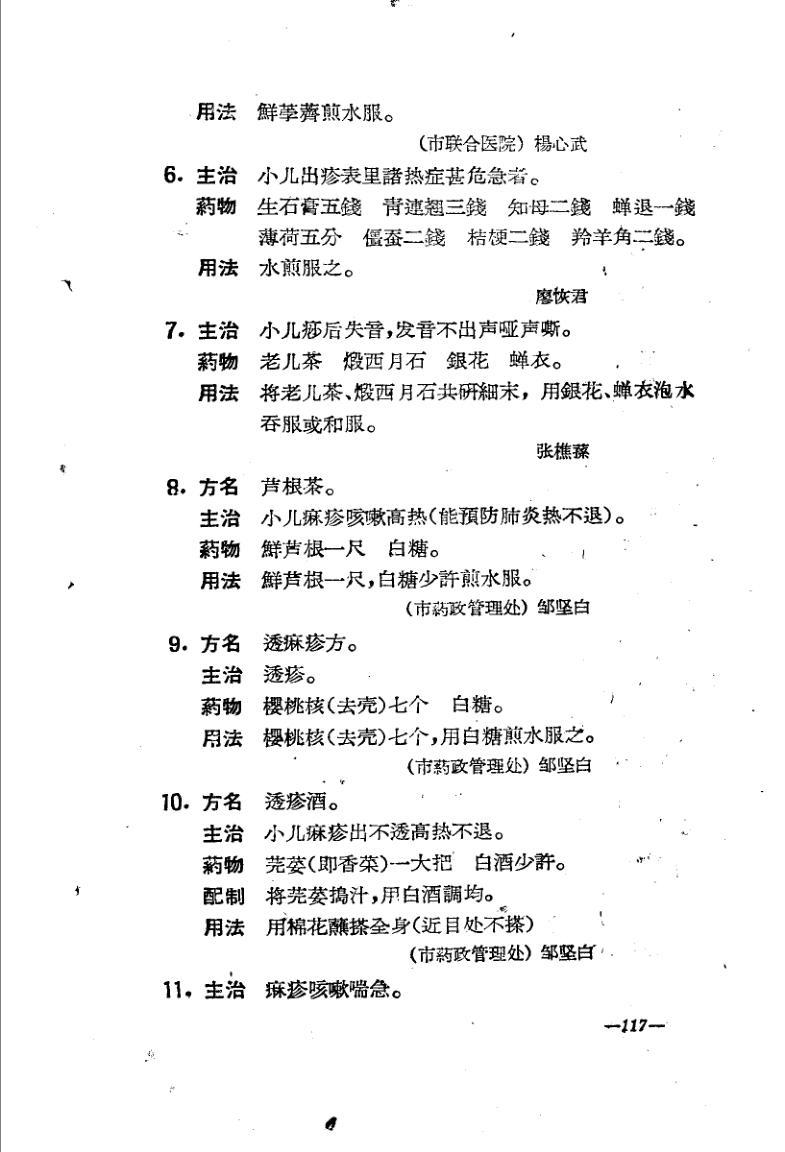 用法 鮮荸薺煎水服。
(市联合医院) 楊心武
6. 主治 小儿出疹表里諸热症甚危急者。
葯物 生石膏五錢 青連翹三錢 知母二錢 蝉退一錢
薄荷五分 僵蚕二錢 桔梗二錢 羚羊角二錢。
用法 水煎服之。
廖恢君
7. 主治 小儿痧后失音,发音不出声哑声嘶。
葯物 老儿茶 煅西月石 銀花 蝉衣。
用法 将老儿茶、煅西月石共研細末, 用銀花、蝉衣泡水
吞服或和服。
张樵蓀
8. 方名 芦根茶。
主治 小儿痳疹咳嗽高热(能預防肺炎热不退)。
葯物 鮮芦根一尺 白糖。
用法 鮮芦根一尺,白糖少許煎水服。
(市葯政管理处) 邹坚白
9. 方名 透痳疹方。
主治 透疹。
葯物 櫻桃核(去壳)七个 白糖。
用法 櫻桃核(去壳)七个,用白糖煎水服之。
(市葯政管理处) 邹坚白
10. 方名 透疹酒。
主治 小儿痳疹出不透高热不退。
葯物 芫荽(即香菜)一大把 白酒少許。
配制 将芫荽搗汁,用白酒調均。
用法 用棉花蘸搽全身(近目处不搽)
(市葯政管理处) 邹坚白
11. 主治 痳疹咳嗽喘急。
—117—